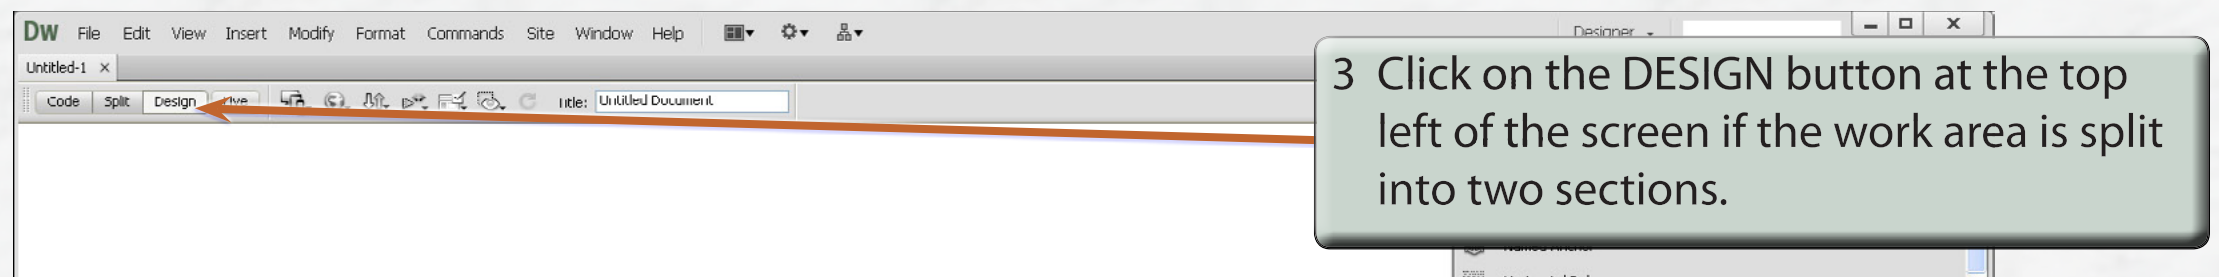 DW File Edit View Insert Modify Format Commands Site Window Help
Designer
Untitled-1 ×
Code Split Design Live Title: Untitled Document
3 Click on the DESIGN button at the top
left of the screen if the work area is split
into two sections.